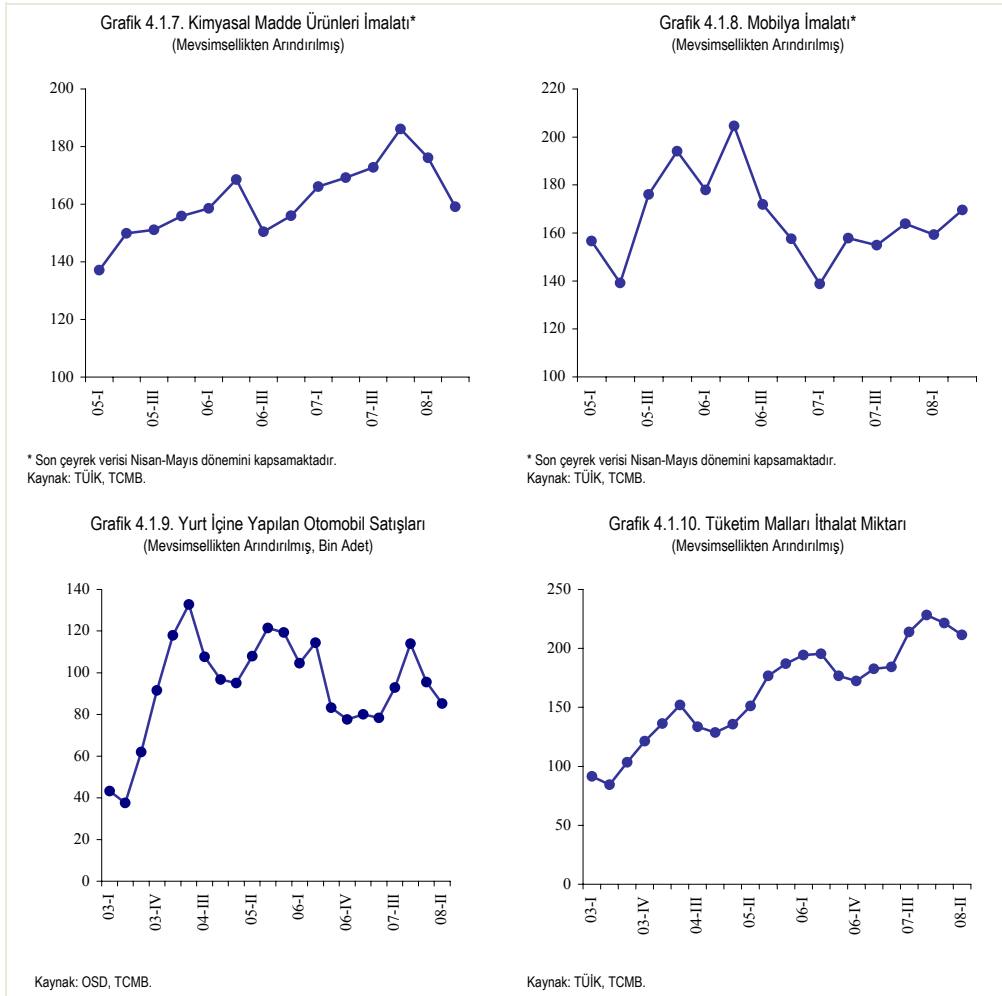 Grafik 4.1.7. Kimyasal Madde Ürünleri İmalatı*
(Mevsimsellikten Arındırılmış)
200
180
160
140
120
100
05-I
05-III
06-I
06-III
07-I
07-III
08-I
* Son çeyrek verisi Nisan-Mayıs dönemini kapsamaktadır.
Kaynak: TÜİK, TCMB.
Grafik 4.1.8. Mobilya İmalatı*
(Mevsimsellikten Arındırılmış)
220
200
180
160
140
120
100
05-I
05-III
06-I
06-III
07-I
07-III
08-I
* Son çeyrek verisi Nisan-Mayıs dönemini kapsamaktadır.
Kaynak: TÜİK, TCMB.
Grafik 4.1.9. Yurt İçine Yapılan Otomobil Satışları
(Mevsimsellikten Arındırılmış, Bin Adet)
140
120
100
80
60
40
20
0
03-I
03-IV
04-III
05-II
06-I
06-IV
07-III
08-II
Kaynak: OSD, TCMB.
Grafik 4.1.10. Tüketim Malları İthalat Miktarı
(Mevsimsellikten Arındırılmış)
250
200
150
100
50
0
03-I
03-IV
04-III
05-II
06-I
06-IV
07-III
08-II
Kaynak: TÜİK, TCMB.